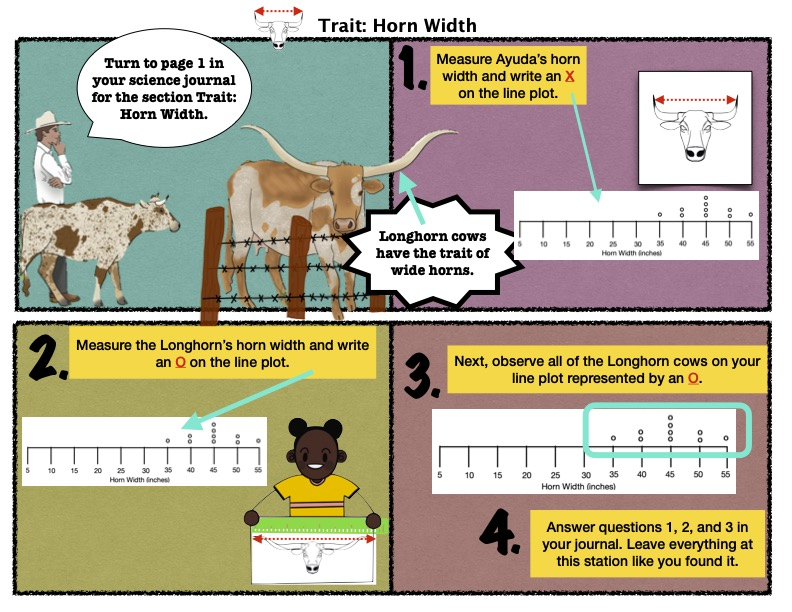 Trait: Horn Width
Turn to page 1 in
your science journal
for the section Trait:
Horn Width.
Longhorn cows
have the trait of
wide horns.
1.
Measure Ayuda's horn
width and write an X
on the line plot.
5 10 15 20 25 30 35 40 45 50 55
Horn Width (inches)
2.
Measure the Longhorn's horn width and write
an O on the line plot.
5 10 15 20 25 30 35 40 45 50 55
Horn Width (inches)
3.
Next, observe all of the Longhorn cows on your
line plot represented by an O.
5 10 15 20 25 30 35 40 45 50 55
Horn Width (inches)
4.
Answer questions 1, 2, and 3 in
your journal. Leave everything at
this station like you found it.